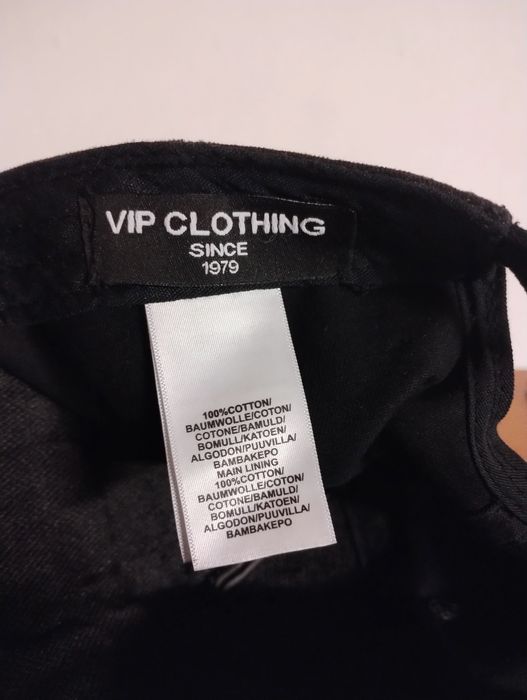 VIP CLOTHING
SINCE
1979
100%COTTON/
BAUMWOLLE/COTON/
COTONE/BAMULD/
BOMULL/KATOEN/
ALGODON/PUUVILLA/
BAMBAKEPO
MAIN LINING
100%COTTON/
BAUMWOLLE/COTON/
COTONE/BAMULD/
BOMULL/KATOEN/
ALGODON/PUUVILLA/
BAMBAKEPO